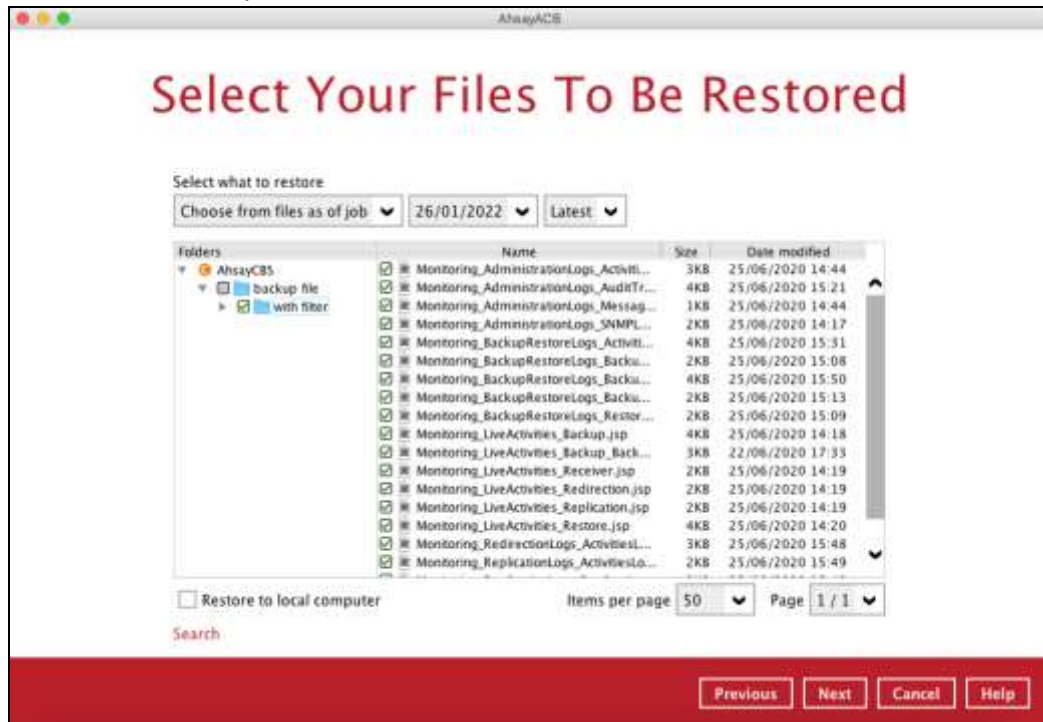 AhsayACB
Select Your Files To Be Restored
Select what to restore
Choose from files as of job 26/01/2022 Latest
Folders Name Size Date modified
AhsayCBS
backup file
with filter
Monitoring_AdministrationLogs_Activiti... 3KB 25/06/2020 14:44
Monitoring_AdministrationLogs_AuditTr... 4KB 25/06/2020 15:21
Monitoring_AdministrationLogs_Messag... 1KB 25/06/2020 14:44
Monitoring_AdministrationLogs_SNMPL... 2KB 25/06/2020 14:17
Monitoring_BackupRestoreLogs_Activiti... 4KB 25/06/2020 15:31
Monitoring_BackupRestoreLogs_Backu... 2KB 25/06/2020 15:08
Monitoring_BackupRestoreLogs_Backu... 4KB 25/06/2020 15:50
Monitoring_BackupRestoreLogs_Backu... 2KB 25/06/2020 15:13
Monitoring_BackupRestoreLogs_Restor... 2KB 25/06/2020 15:09
Monitoring_LiveActivities_Backup.jsp 4KB 25/06/2020 14:18
Monitoring_LiveActivities_Backup_Back... 3KB 22/06/2020 17:33
Monitoring_LiveActivities_Receiver.jsp 2KB 25/06/2020 14:19
Monitoring_LiveActivities_Redirection.jsp 2KB 25/06/2020 14:19
Monitoring_LiveActivities_Replication.jsp 2KB 25/06/2020 14:19
Monitoring_LiveActivities_Restore.jsp 4KB 25/06/2020 14:20
Monitoring_RedirectionLogs_ActivitiesL... 3KB 25/06/2020 15:48
Monitoring_ReplicationLogs_ActivitiesLo... 2KB 25/06/2020 15:49
Restore to local computer Items per page 50 Page 1 / 1
Search
Previous Next Cancel Help